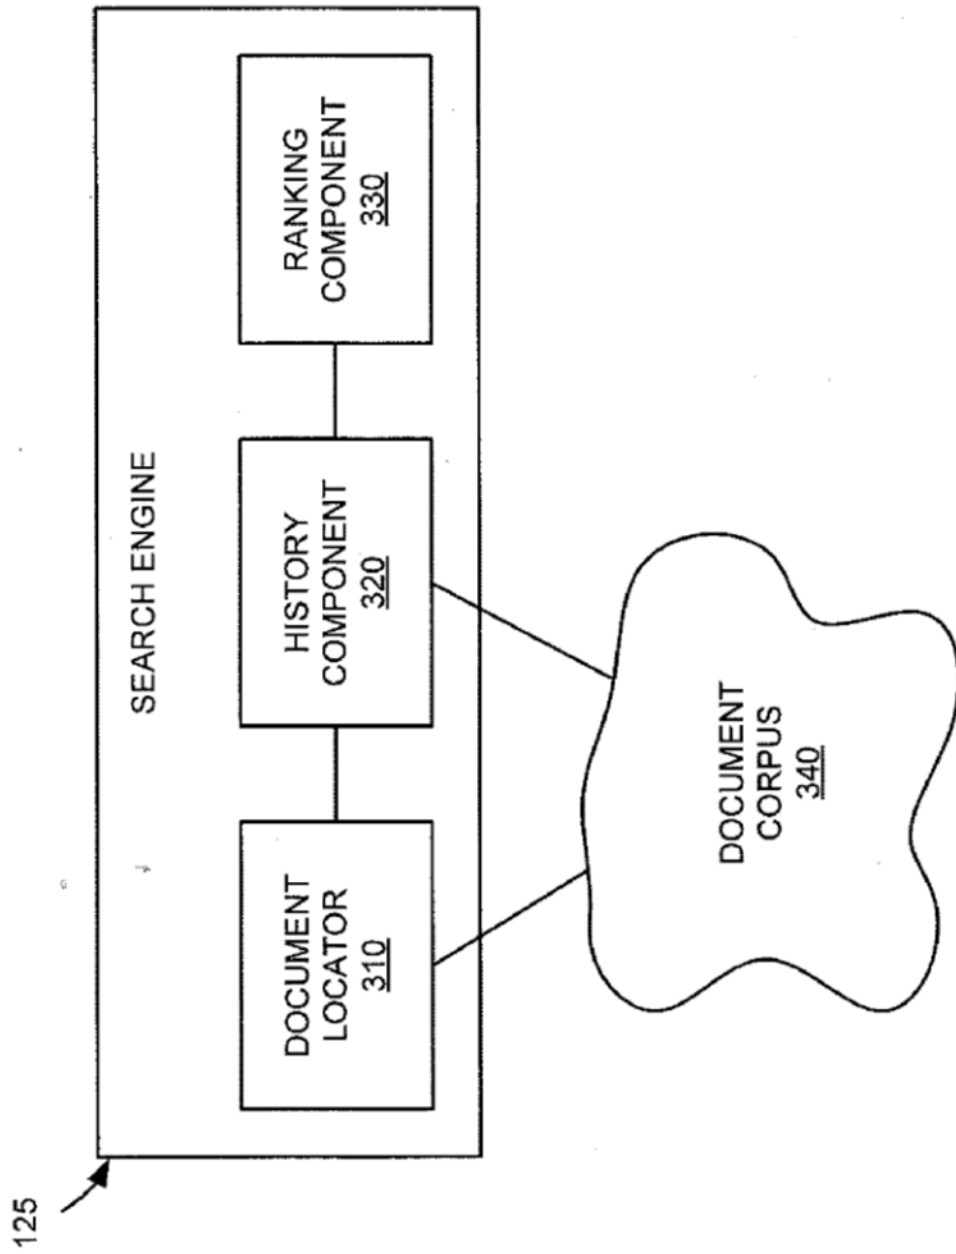 125
SEARCH ENGINE
DOCUMENT
LOCATOR
310
HISTORY
COMPONENT
320
RANKING
COMPONENT
330
DOCUMENT
CORPUS
340